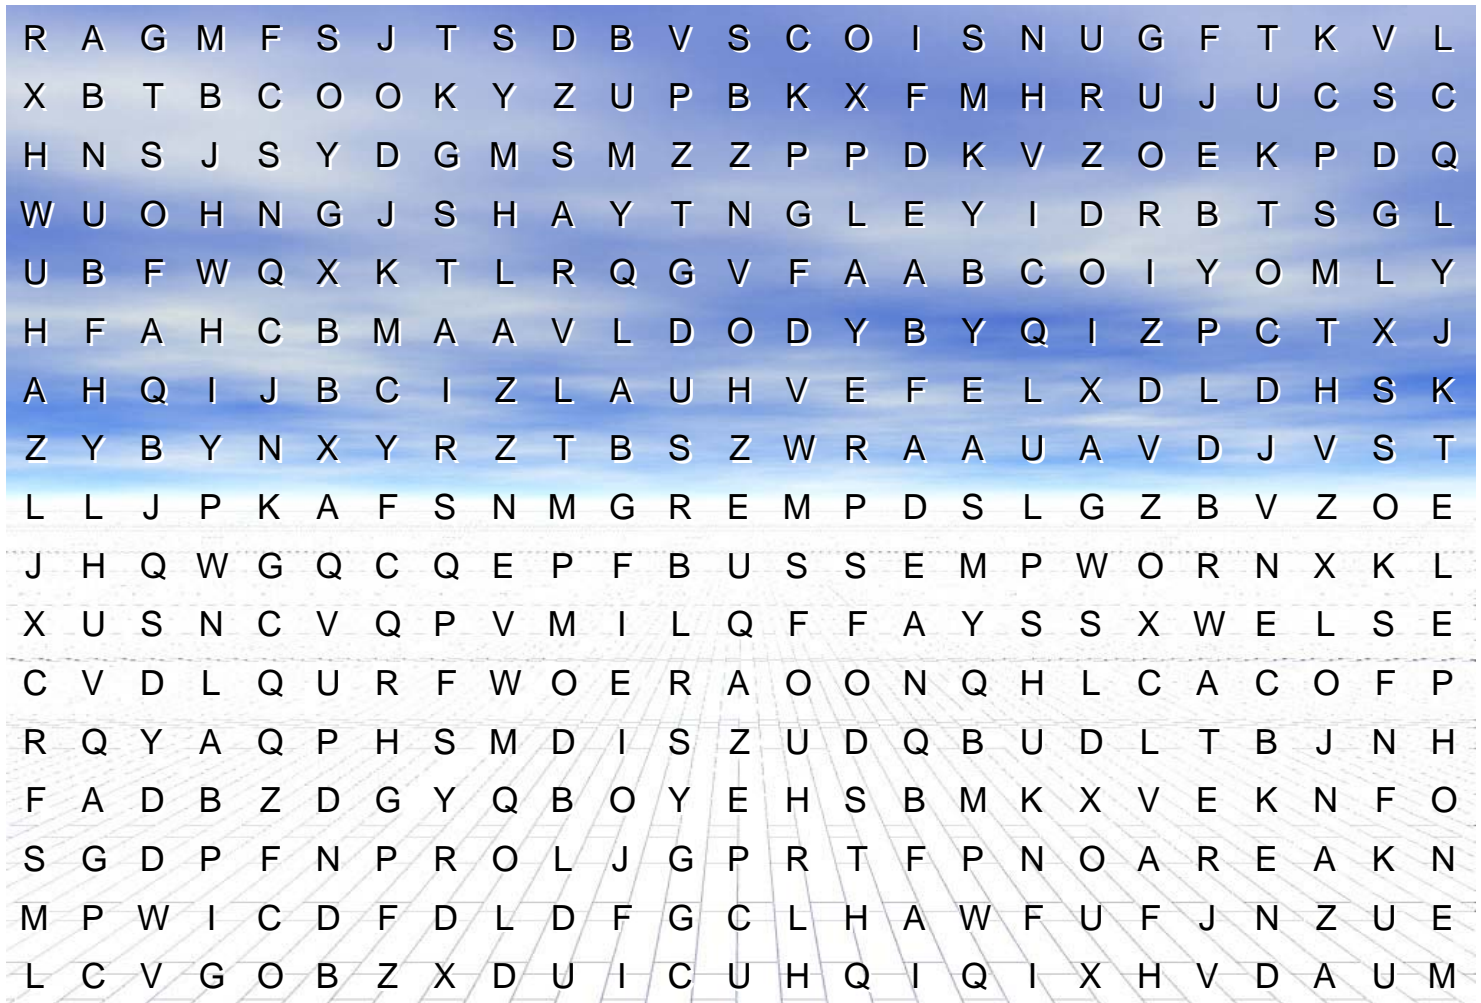 R A G M F S J T S D B V S C O I S N U G F T K V L
X B T B C O O K Y Z U P B K X F M H R U J U C S C
H N S J S Y D G M S M Z Z P P D K V Z O E K P D Q
W U O H N G J S H A Y T N G L E Y I D R B T S G L
U B F W Q X K T L R Q G V F A A B C O I Y O M L Y
H F A H C B M A A V L D O D Y B Y Q I Z P C T X J
A H Q I J B C I Z L A U H V E F E L X D L D H S K
Z Y B Y N X Y R Z T B S Z W R A A U A V D J V S T
L L J P K A F S N M G R E M P D S L G Z B V Z O E
J H Q W G Q C Q E P F B U S S E M P W O R N X K L
X U S N C V Q P V M I L Q F F A Y S S X W E L S E
C V D L Q U R F W O E R A O O N Q H L C A C O F P
R Q Y A Q P H S M D I S Z U D Q B U D L T B J N H
F A D B Z D G Y Q B O Y E H S B M K X V E K N F O
S G D P F N P R O L J G P R T F P N O A R E A K N
M P W I C D F D L D F G C L H A W F U F J N Z U E
L C V G O B Z X D U I C U H Q I Q I X H V D A U M